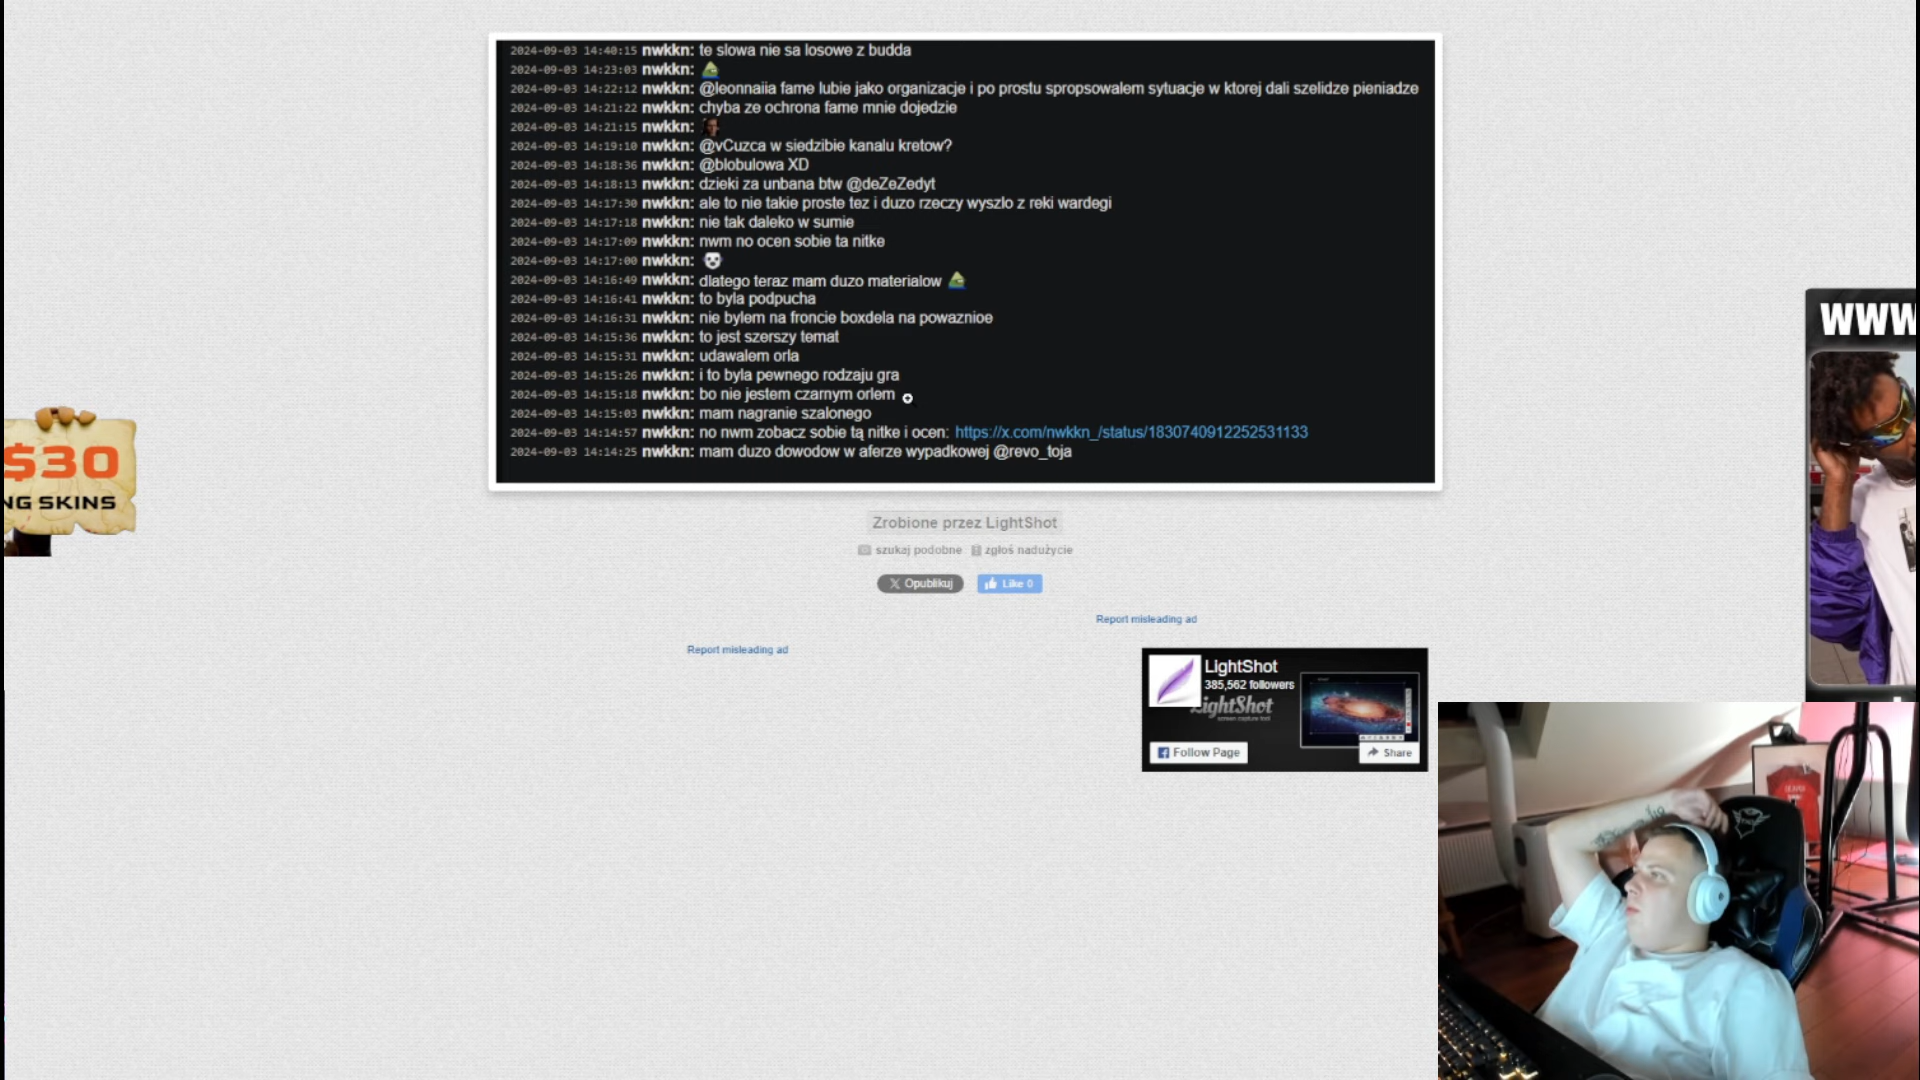 2024-09-03 14:40:15 nwkkn: te slowa nie sa losowe z budda
2024-09-03 14:23:03 nwkkn:
2024-09-03 14:22:12 nwkkn: @leonnaiia fame lubie jako organizacje i po prostu spropsowalem sytuacje w ktorej dali szelidze pieniadze
2024-09-03 14:21:22 nwkkn: chyba ze ochrona fame mnie dojedzie
2024-09-03 14:21:15 nwkkn:
2024-09-03 14:19:10 nwkkn: @vCuzca w siedzibie kanalu kretow?
2024-09-03 14:18:36 nwkkn: @blobulowa XD
2024-09-03 14:18:13 nwkkn: dzieki za unbana btw @deZeZedyt
2024-09-03 14:17:30 nwkkn: ale to nie takie proste tez i duzo rzeczy wyszlo z reki wardegi
2024-09-03 14:17:18 nwkkn: nie tak daleko w sumie
2024-09-03 14:17:09 nwkkn: nwm no ocen sobie ta nitke
2024-09-03 14:17:00 nwkkn:
2024-09-03 14:16:49 nwkkn: dlatego teraz mam duzo materialow
2024-09-03 14:16:41 nwkkn: to byla podpucha
2024-09-03 14:16:31 nwkkn: nie bylem na froncie boxdela na powaznioe
2024-09-03 14:15:36 nwkkn: to jest szerszy temat
2024-09-03 14:15:31 nwkkn: udawalem orla
2024-09-03 14:15:26 nwkkn: i to byla pewnego rodzaju gra
2024-09-03 14:15:18 nwkkn: bo nie jestem czarnym orlem
2024-09-03 14:15:03 nwkkn: mam nagranie szalonego
2024-09-03 14:14:57 nwkkn: no nwm zobacz sobie tą nitke i ocen: https://x.com/nwkkn_/status/1830740912252531133
2024-09-03 14:14:25 nwkkn: mam duzo dowodow w aferze wypadkowej @revo_toja
WWW
$30
NG SKINS
Zrobione przez LightShot
szukaj podobne zgłoś nadużycie
X Opublikuj Like 0
Report misleading ad
Report misleading ad
LightShot
385,562 followers
LightShot
screen capture tool
Follow Page Share